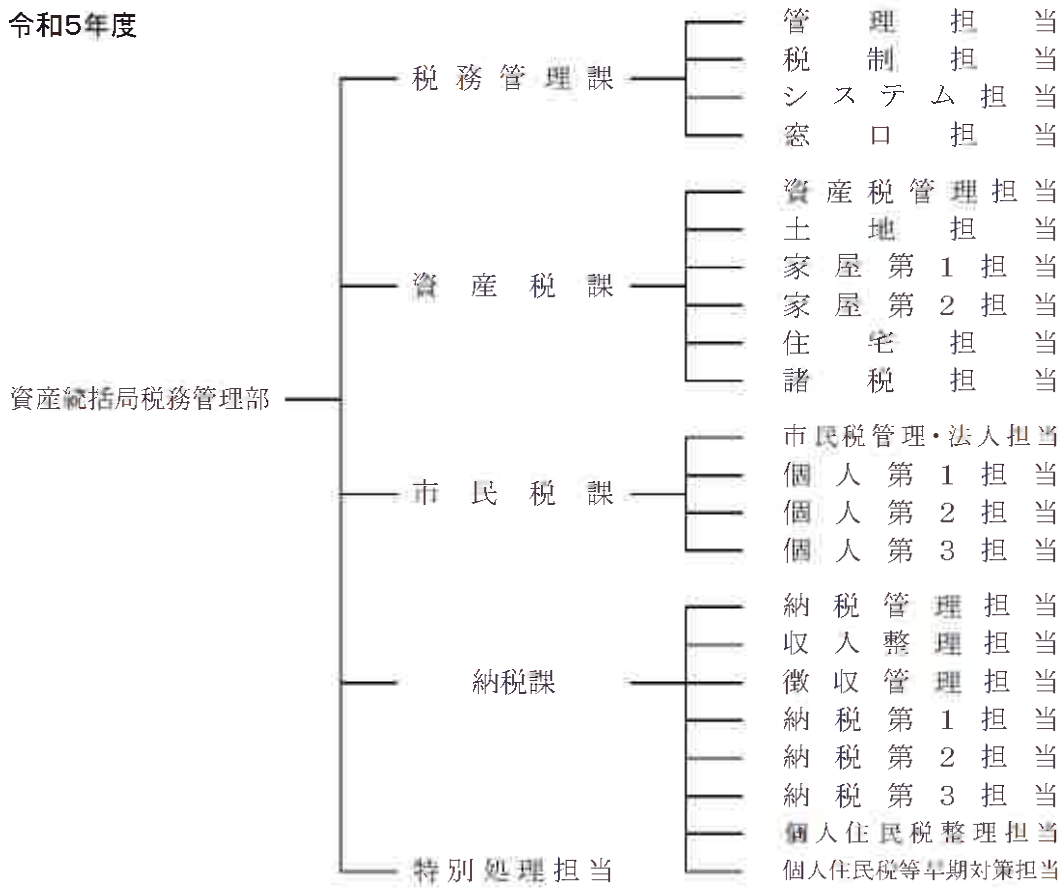 令和5年度
資産統括局税務管理部
税務管理課
管理担当
税制担当
システム担当
窓口担当
資産税課
資産税管理担当
土地担当
家屋第1担当
家屋第2担当
住宅担当
諸税担当
市民税課
市民税管理・法人担当
個人第1担当
個人第2担当
個人第3担当
納税課
納税管理担当
収入整理担当
徴収管理担当
納税第1担当
納税第2担当
納税第3担当
個人住民税整理担当
個人住民税等早期対策担当
特別処理担当